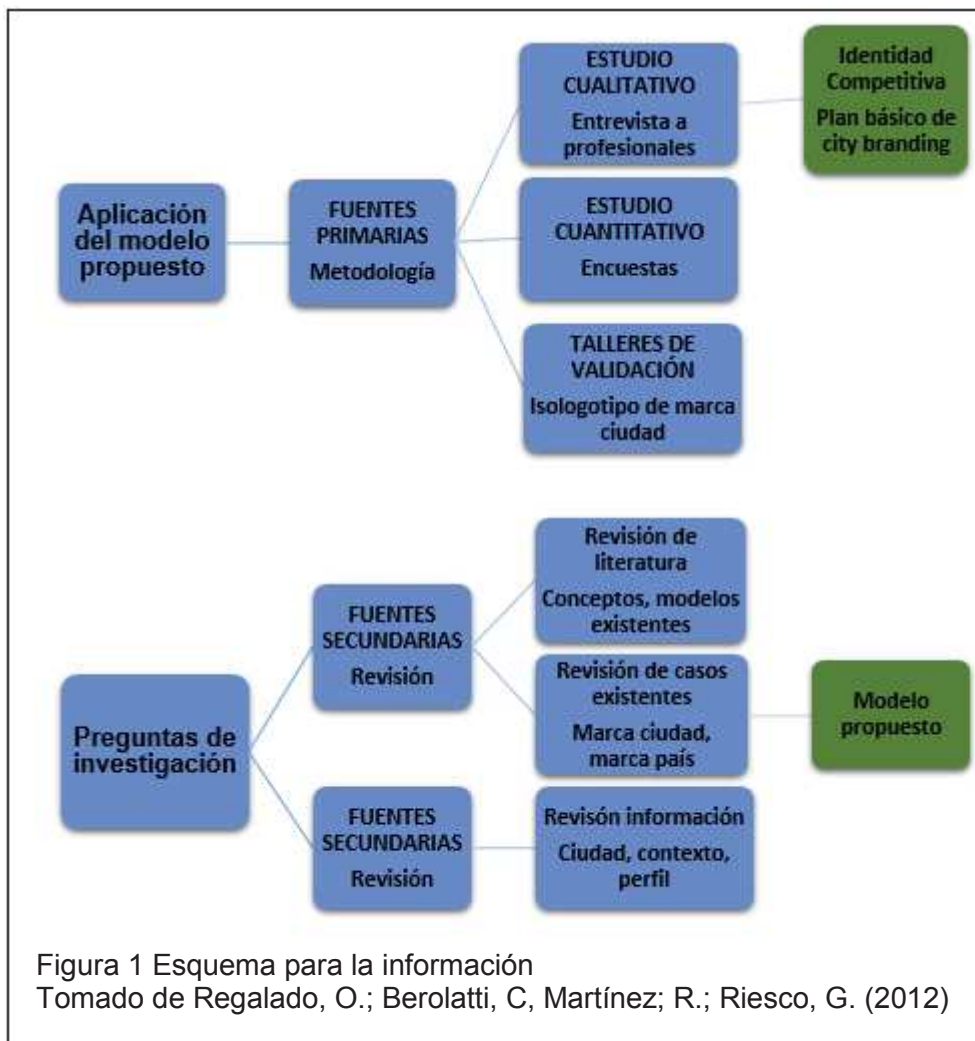 Aplicación
del modelo
propuesto
FUENTES
PRIMARIAS
Metodología
ESTUDIO
CUALITATIVO
Entrevista a
profesionales
Identidad
Competitiva
Plan básico de
city branding
ESTUDIO
CUANTITATIVO
Encuestas
TALLERES DE
VALIDACIÓN
Isologotipo de marca
ciudad
Preguntas de
investigación
FUENTES
SECUNDARIAS
Revisión
Revisión de
literatura
Conceptos, modelos
existentes
Revisión de casos
existentes
Marca ciudad,
marca país
Modelo
propuesto
FUENTES
SECUNDARIAS
Revisión
Revisón información
Ciudad, contexto,
perfil
Figura 1 Esquema para la información
Tomado de Regalado, O.; Berolatti, C, Martínez; R.; Riesco, G. (2012)